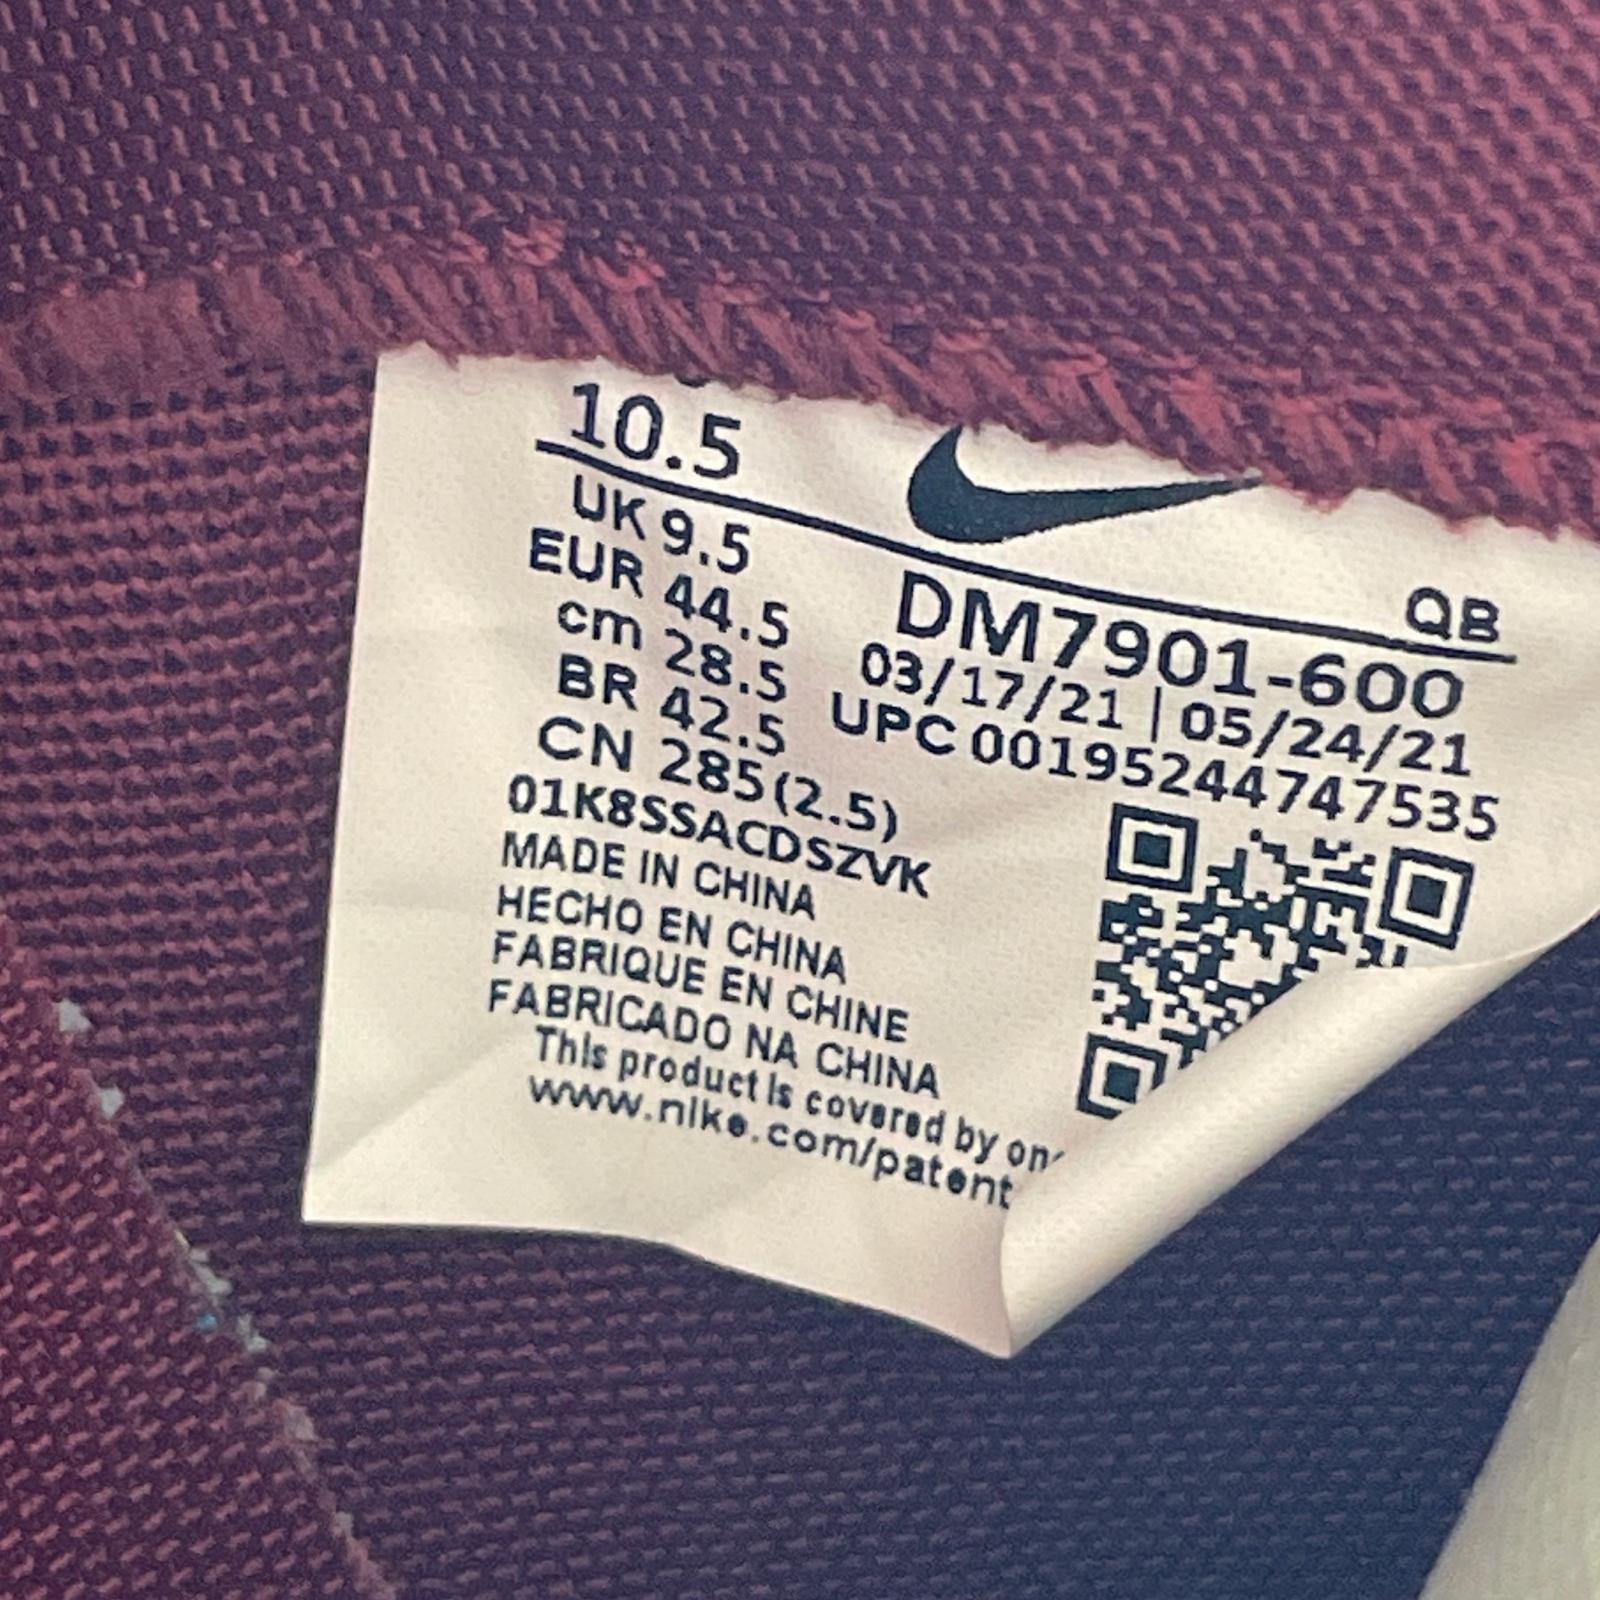 10.5
UK 9.5
EUR 44.5
cm 28.5
BR 42.5
CN 285(2.5)
01K8SSACDSZVK
MADE IN CHINA
HECHO EN CHINA
FABRIQUE EN CHINE
FABRICADO NA CHINA
This product is covered by
www.nike.com/patent
QB
DM7901-600
03/17/21 | 05/24/21
UPC 00195244747535